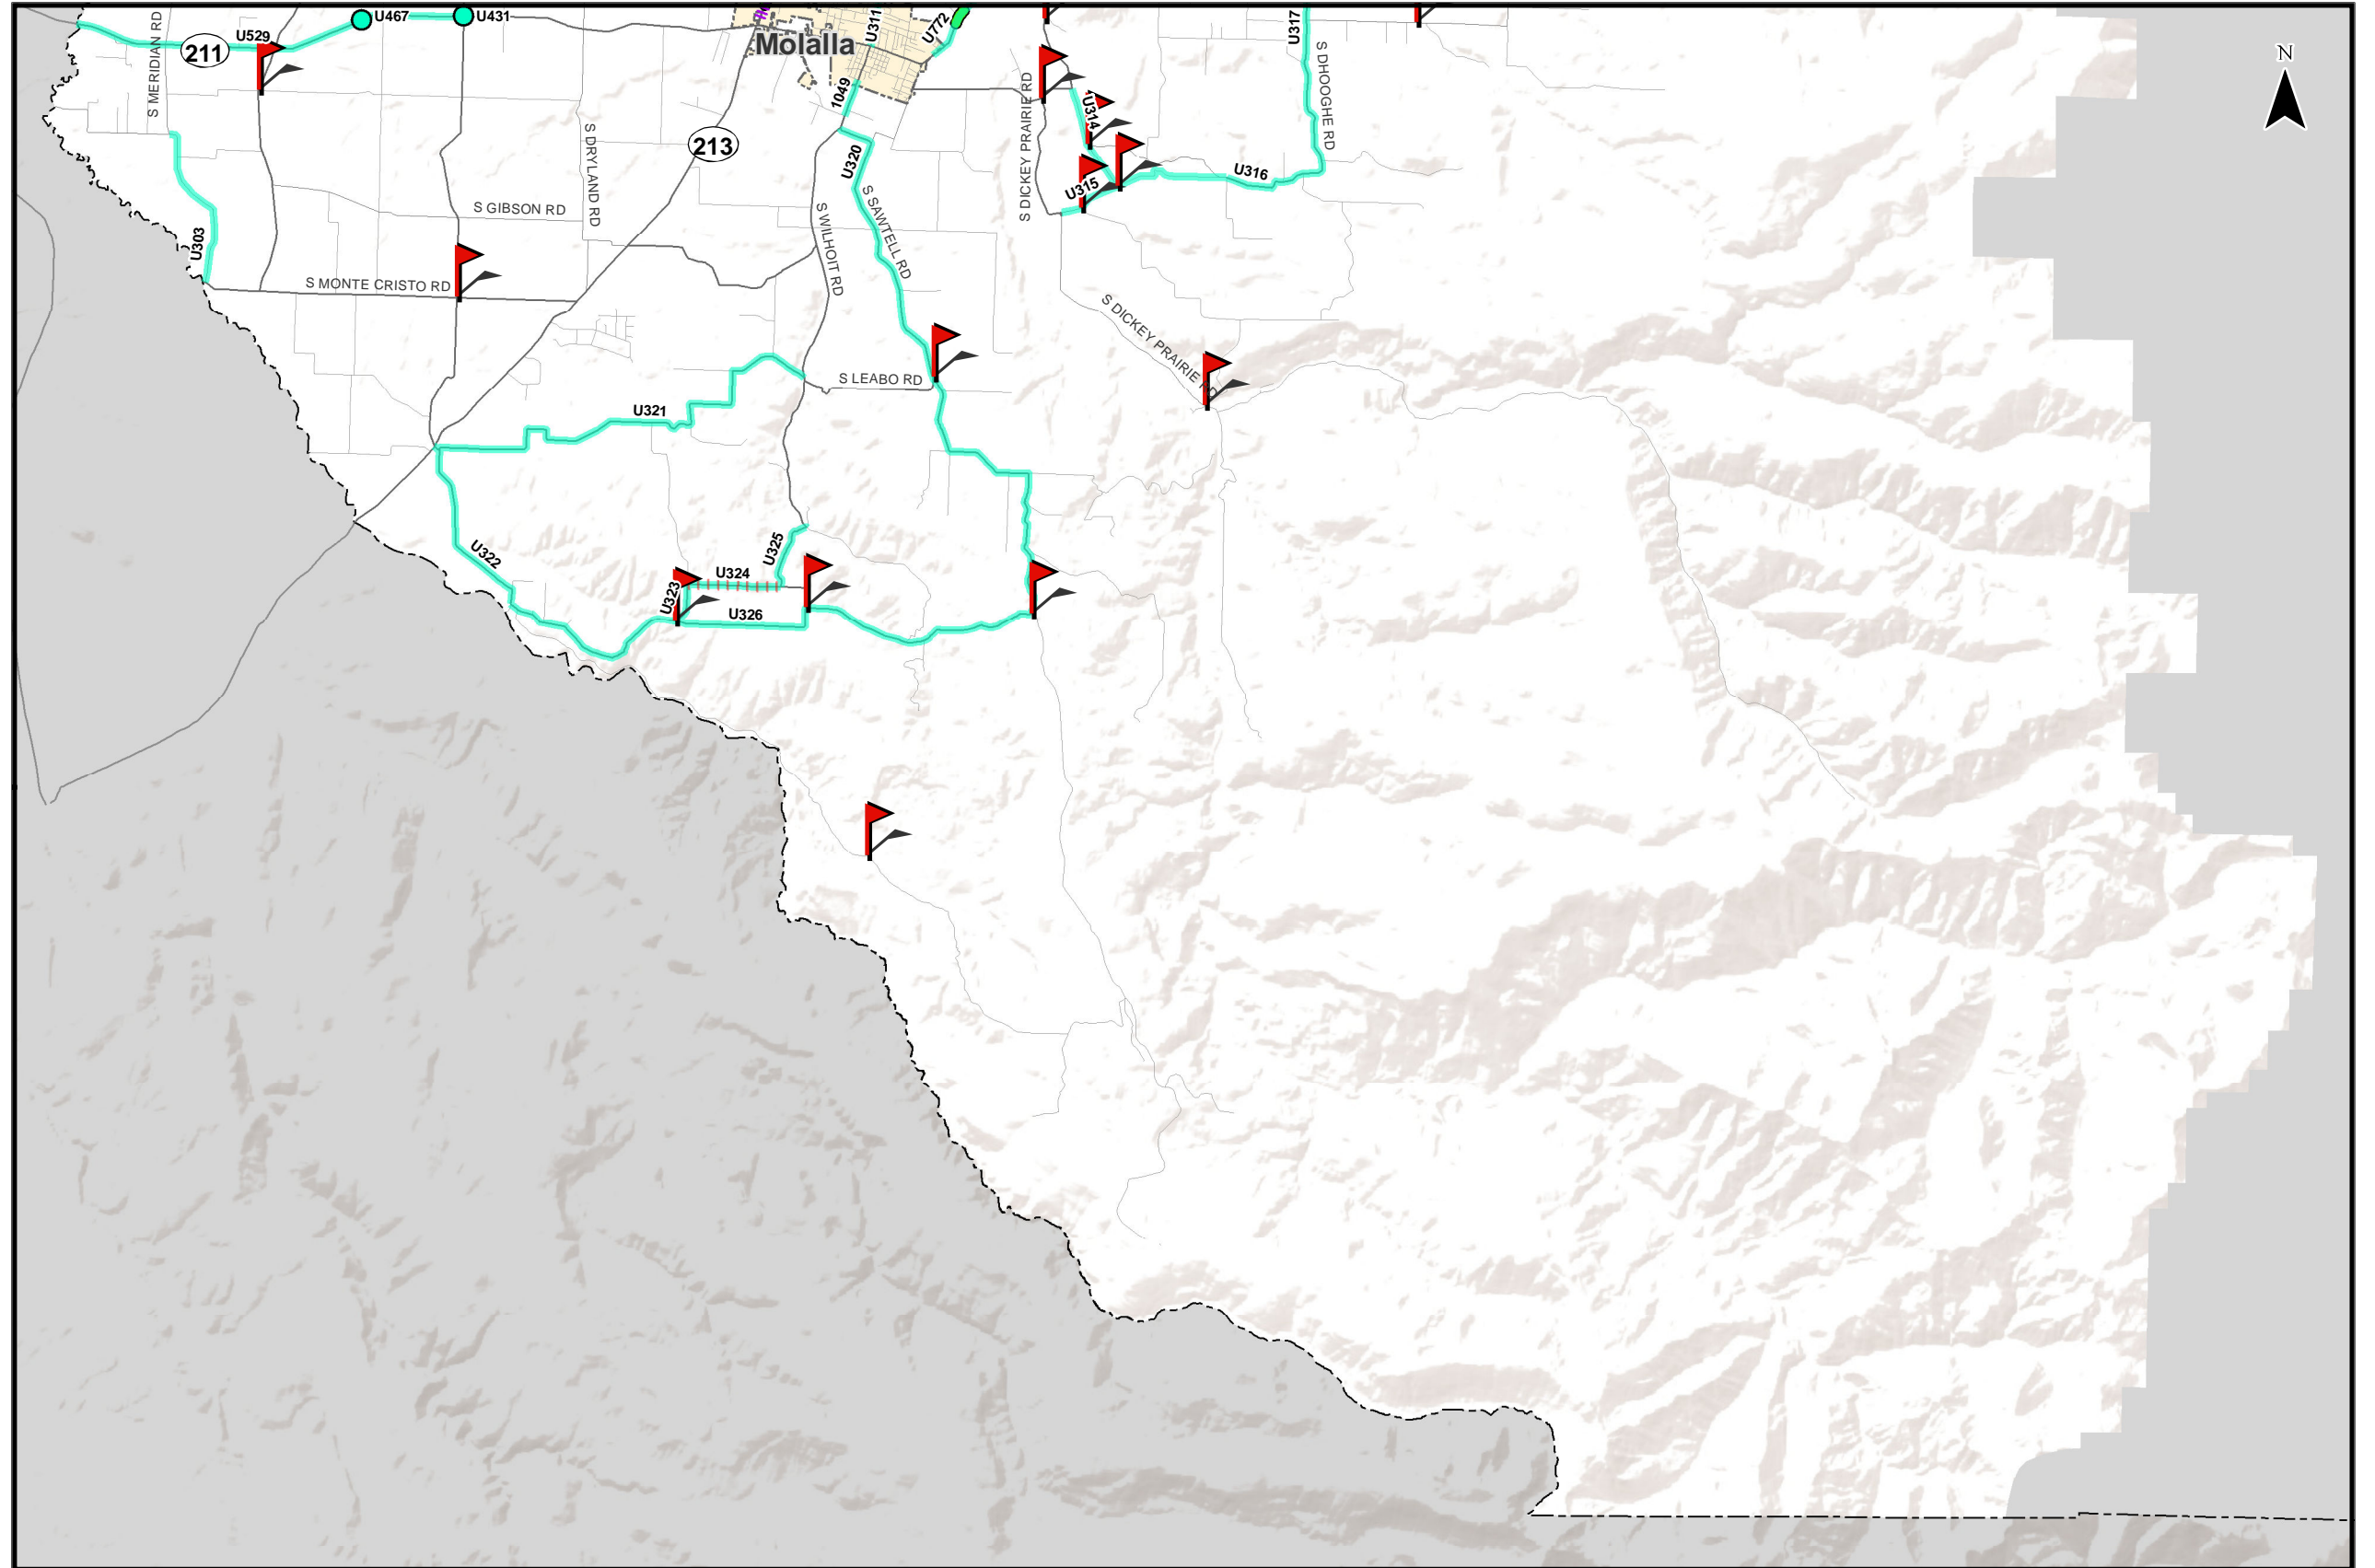 U467
U431
U529
211
S MERIDIAN RD
Molalla
U311
U772
1049
213
S DRYLAND RD
U320
S SAWTELL RD
S WILHOIT RD
S DICKEY PRAIRIE RD
U314
U315
U316
U317
S DHOOGHE RD
N
S GIBSON RD
U303
S MONTE CRISTO RD
S DICKEY PRAIRIE RD
S LEABO RD
U321
U322
U325
U324
U323
U326